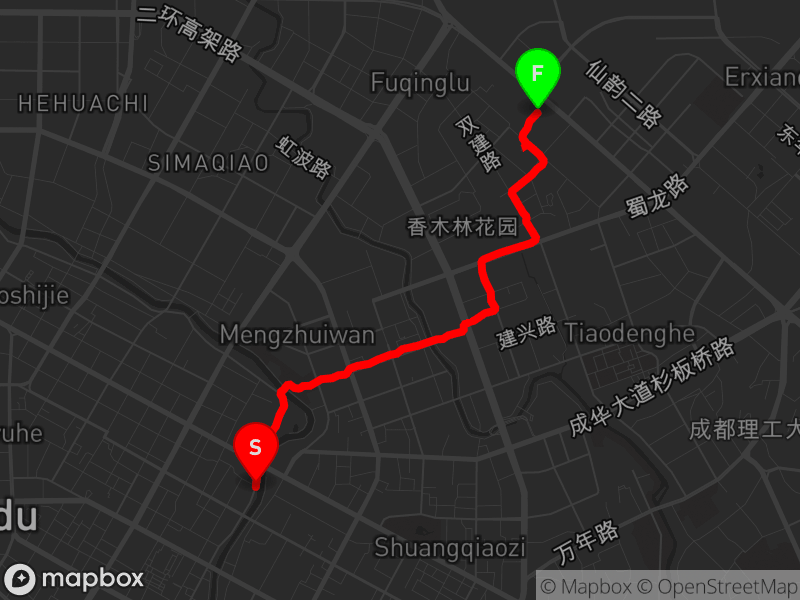 二环高架路
Fuqinglu
F
仙韵二路
Erxian
HEHUACHI
双建路
东
SIMAQIAO
虹波路
蜀龙路
香木林花园
oshijie
Mengzhuiwan
建兴路
Tiaodenghe
成华大道杉板桥路
uhe
成都理工大
S
du
Shuangqiaozi
万年路
mapbox
© Mapbox © OpenStreetMap